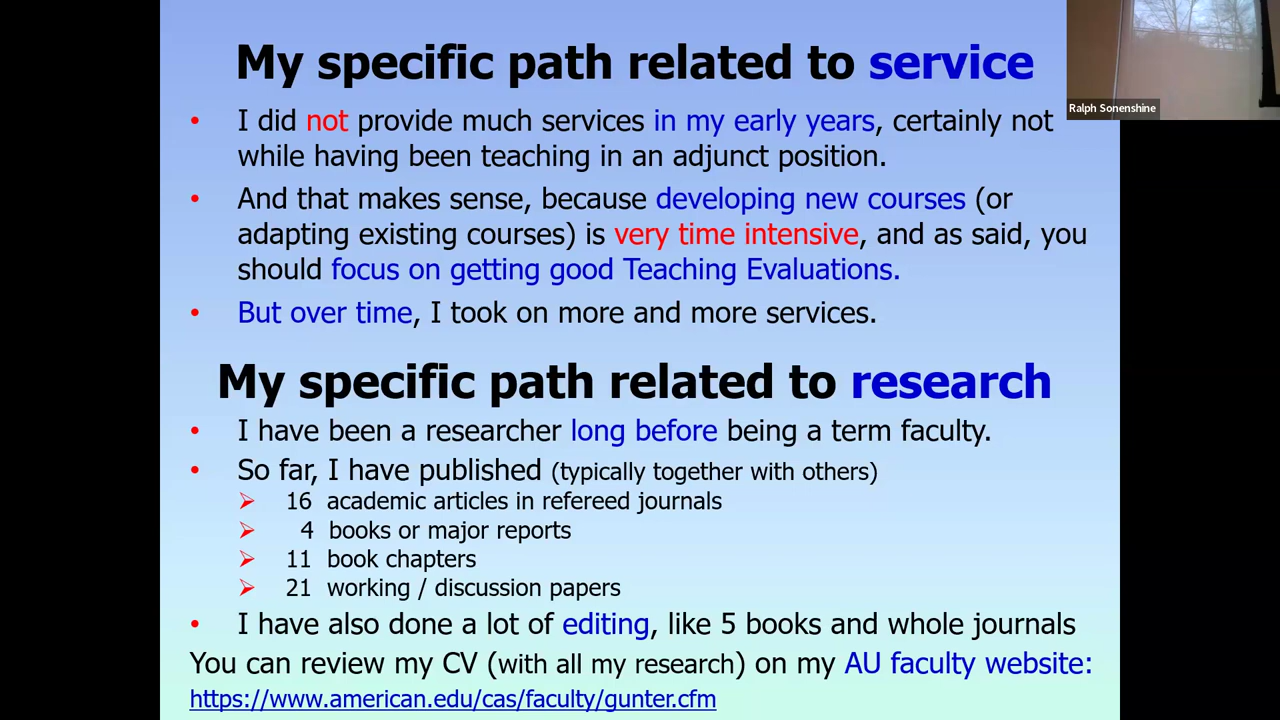 My specific path related to service
Ralph Sonenshine
• I did not provide much services in my early years, certainly not
while having been teaching in an adjunct position.
• And that makes sense, because developing new courses (or
adapting existing courses) is very time intensive, and as said, you
should focus on getting good Teaching Evaluations.
• But over time, I took on more and more services.
My specific path related to research
• I have been a researcher long before being a term faculty.
• So far, I have published (typically together with others)
➢ 16 academic articles in refereed journals
➢ 4 books or major reports
➢ 11 book chapters
➢ 21 working / discussion papers
• I have also done a lot of editing, like 5 books and whole journals
You can review my CV (with all my research) on my AU faculty website:
https://www.american.edu/cas/faculty/gunter.cfm